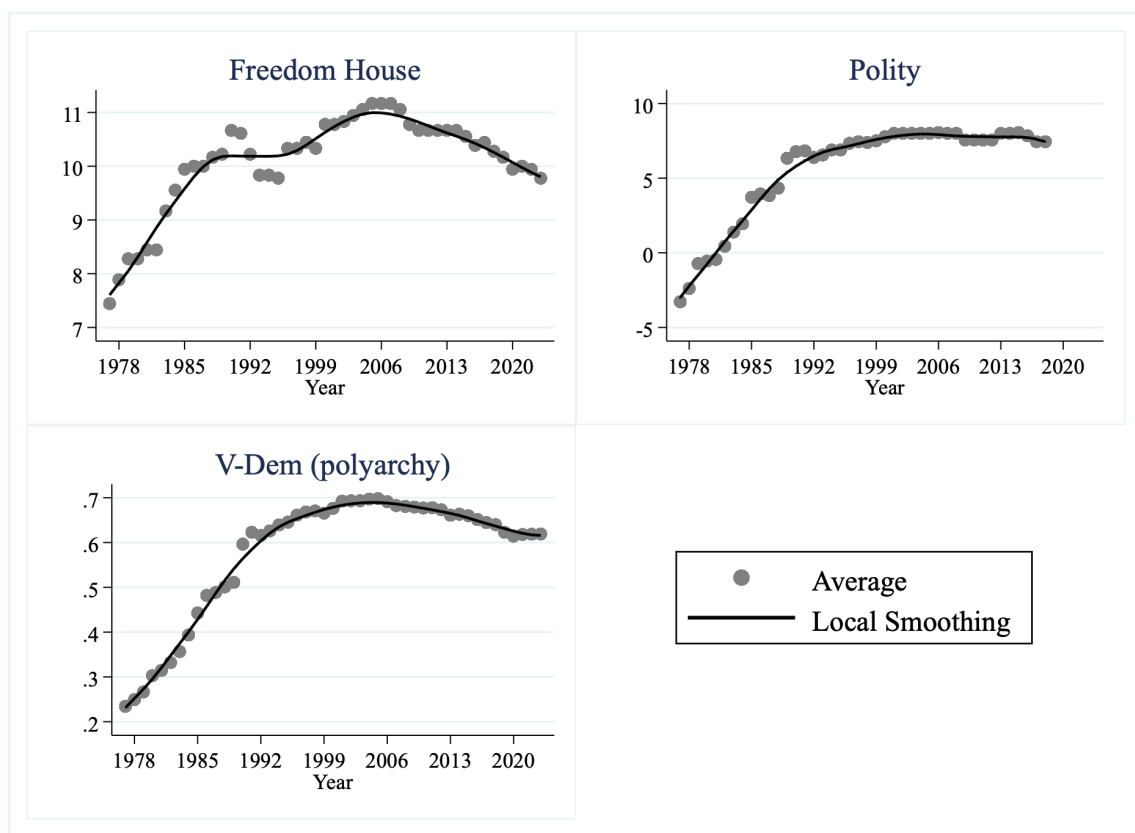 Freedom House
11
10
9
8
7
1978 1985 1992 1999 2006 2013 2020
Year
Polity
10
5
0
-5
1978 1985 1992 1999 2006 2013 2020
Year
V-Dem (polyarchy)
.7
.6
.5
.4
.3
.2
1978 1985 1992 1999 2006 2013 2020
Year
Average
Local Smoothing